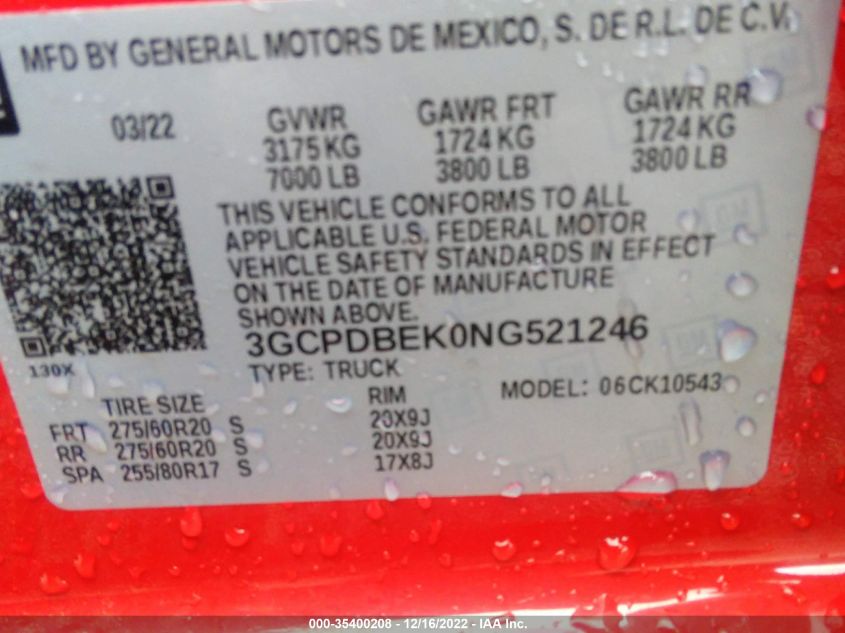 MFD BY GENERAL MOTORS DE MEXICO, S. DE R.L. DE C.V.
03/22 GVWR GAWR FRT GAWR RR
3175 KG 1724 KG 1724 KG
7000 LB 3800 LB 3800 LB
THIS VEHICLE CONFORMS TO ALL
APPLICABLE U.S. FEDERAL MOTOR
VEHICLE SAFETY STANDARDS IN EFFECT
ON THE DATE OF MANUFACTURE
SHOWN ABOVE.
3GCPDBEK0NG521246
130X TYPE: TRUCK MODEL: 06CK10543
TIRE SIZE RIM
FRT 275/60R20 S 20X9J
RR 275/60R20 S 20X9J
SPA 255/80R17 S 17X8J
000-35400208 - 12/16/2022 - IAA Inc.